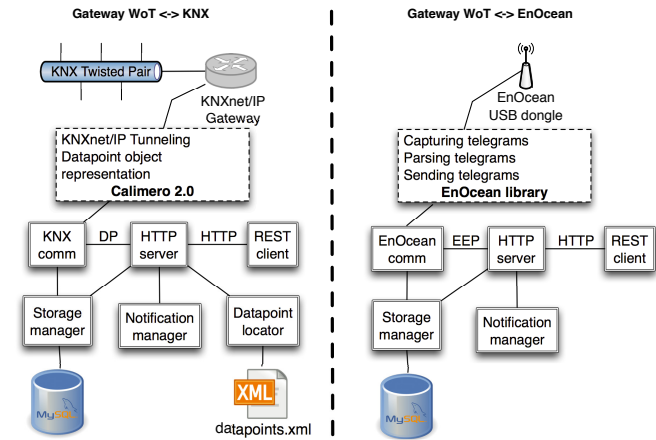 Gateway WoT <-> KNX
KNX Twisted Pair
KNXnet/IP
Gateway
KNXnet/IP Tunneling
Datapoint object
representation
Calimero 2.0
KNX
comm
DP
HTTP
server
HTTP
REST
client
Storage
manager
Notification
manager
Datapoint
locator
MySQL
XML
datapoints.xml
Gateway WoT <-> EnOcean
EnOcean
USB dongle
Capturing telegrams
Parsing telegrams
Sending telegrams
EnOcean library
EnOcean
comm
EEP
HTTP
server
HTTP
REST
client
Storage
manager
Notification
manager
MySQL